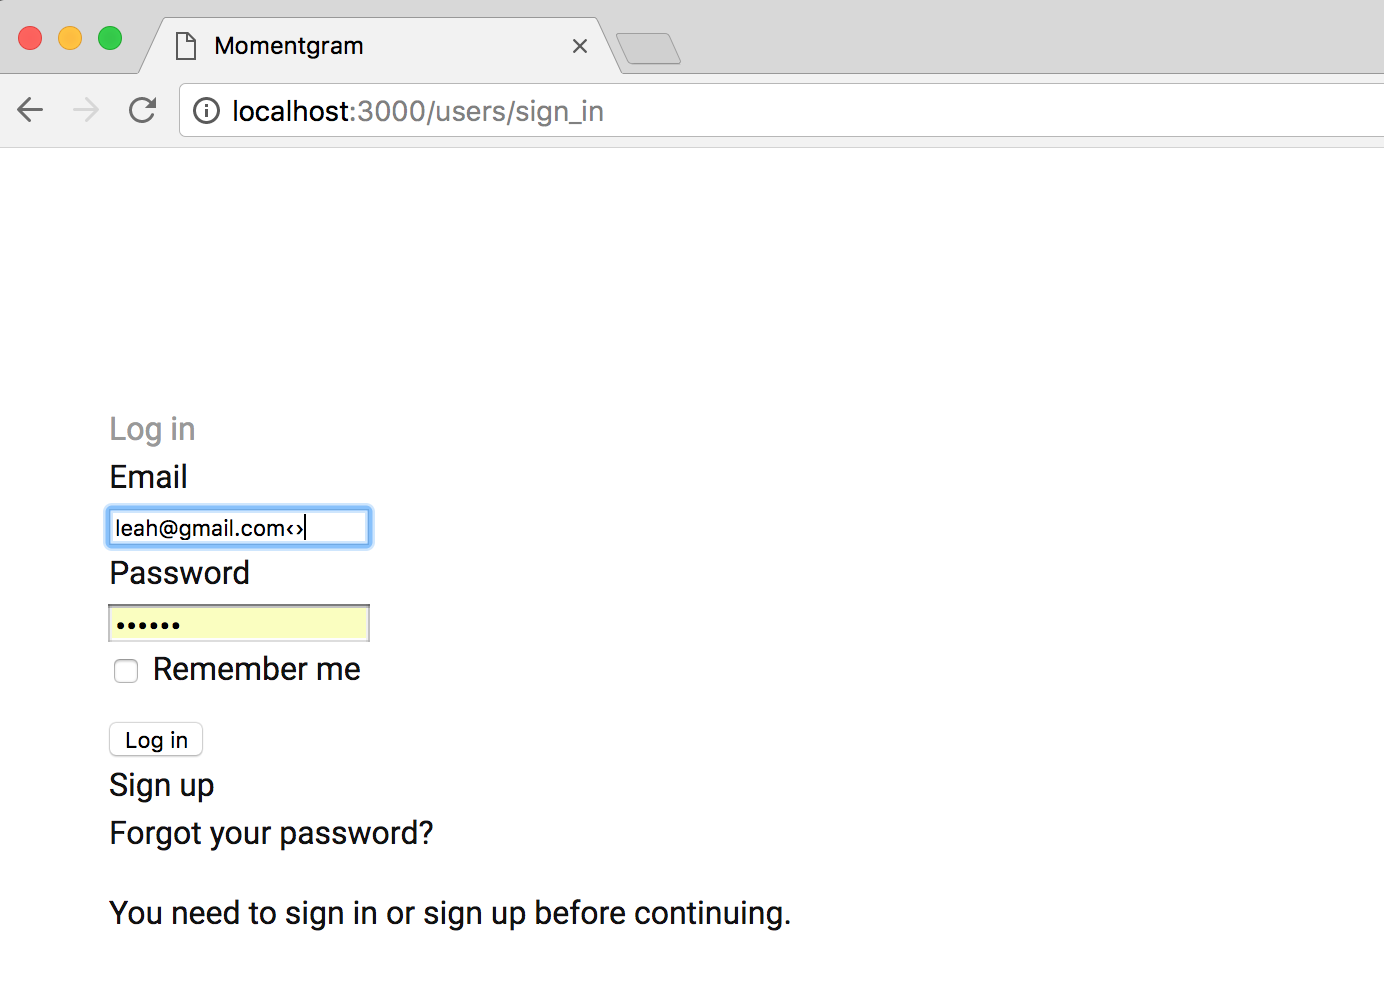 Momentgram
localhost:3000/users/sign_in
Log in
Email
leah@gmail.com‹›
Password
••••••
Remember me
Log in
Sign up
Forgot your password?
You need to sign in or sign up before continuing.